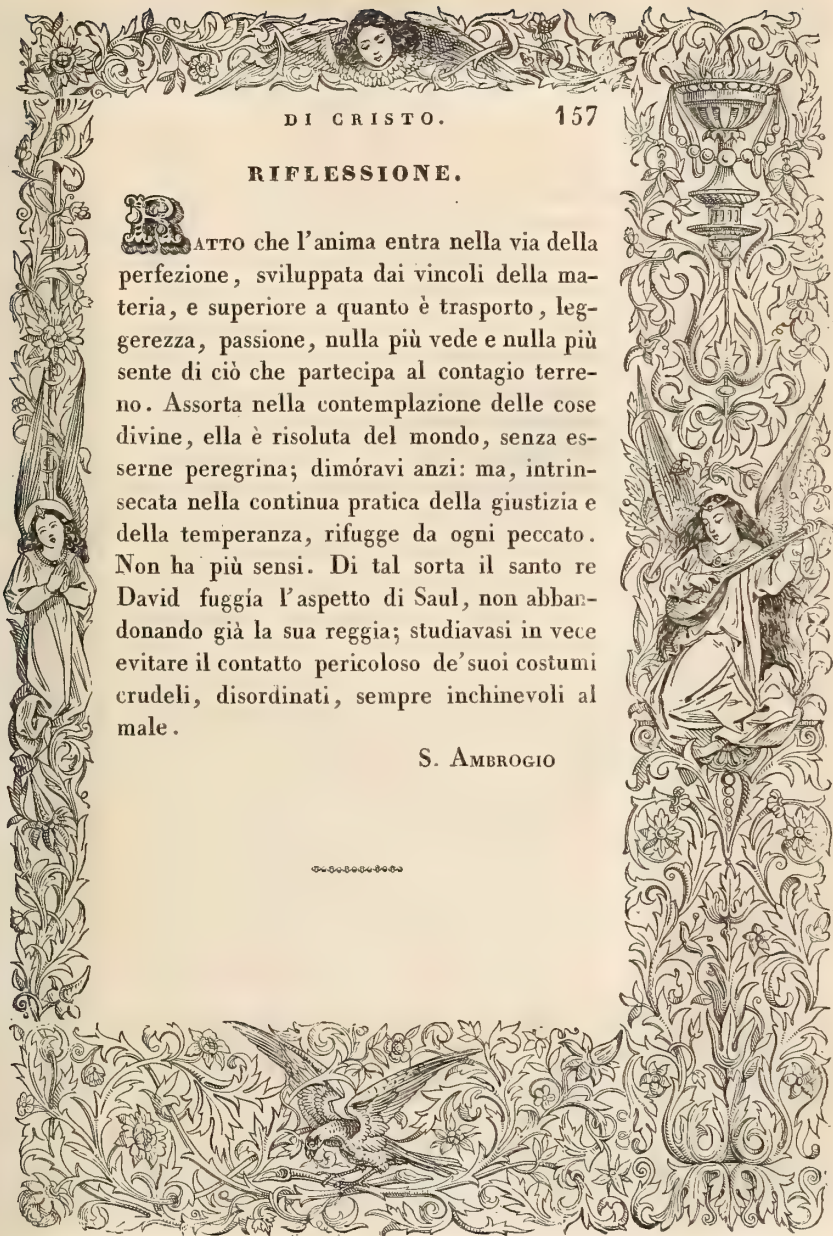 DI CRISTO. 157
RIFLESSIONE.
RATTO che l'anima entra nella via della
perfezione, sviluppata dai vincoli della ma-
teria, e superiore a quanto è trasporto, leg-
gerezza, passione, nulla più vede e nulla più
sente di ciò che partecipa al contagio terre-
no. Assorta nella contemplazione delle cose
divine, ella è risoluta del mondo, senza es-
serne peregrina; dimóravi anzi: ma, intrin-
secata nella continua pratica della giustizia e
della temperanza, rifugge da ogni peccato.
Non ha più sensi. Di tal sorta il santo re
David fuggía l'aspetto di Saul, non abban-
donando già la sua reggia; studiavasi in vece
evitare il contatto pericoloso de'suoi costumi
crudeli, disordinati, sempre inchinevoli al
male.
S. AMBROGIO